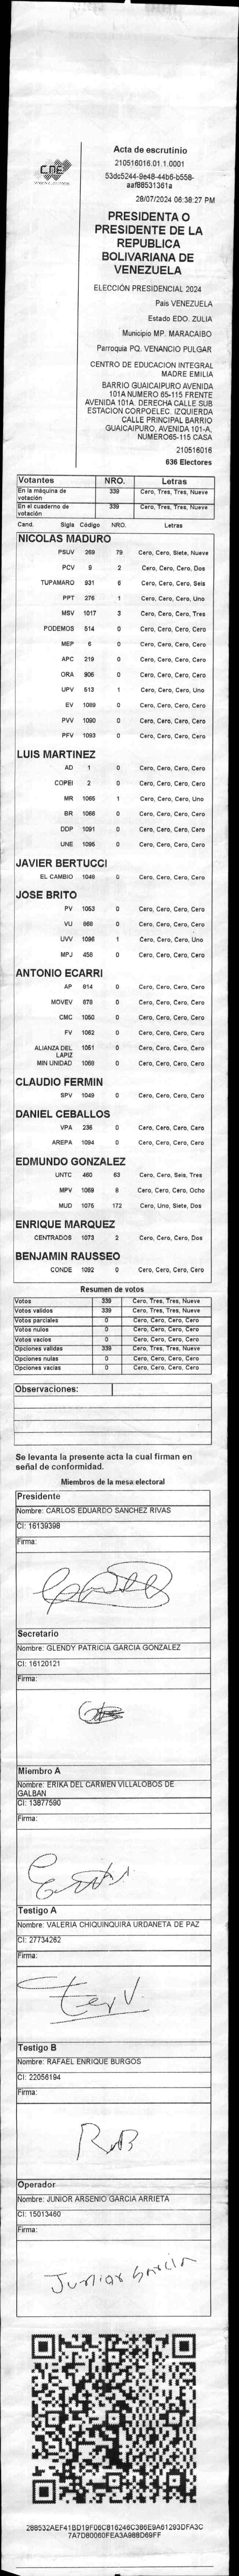 CNE
Acta de escrutinio
210516016.01.1.0001
53dc5244-9e48-44b6-b558-
aaf88531361a
28/07/2024 06:38:27 PM
PRESIDENTA O
PRESIDENTE DE LA
REPUBLICA
BOLIVARIANA DE
VENEZUELA
ELECCIÓN PRESIDENCIAL 2024
País VENEZUELA
Estado EDO. ZULIA
Municipio MP. MARACAIBO
Parroquia PQ. VENANCIO PULGAR
CENTRO DE EDUCACION INTEGRAL
MADRE EMILIA
BARRIO GUAICAIPURO AVENIDA
101A NUMERO 65-115 FRENTE
AVENIDA 101A. DERECHA CALLE SUB
ESTACION CORPOELEC. IZQUIERDA
CALLE PRINCIPAL BARRIO
GUAICAIPURO. AVENIDA 101-A,
NUMERO65-115 CASA
210516016
636 Electores
Votantes NRO. Letras
En la máquina de votación 339 Cero, Tres, Tres, Nueve
En el cuaderno de votación 339 Cero, Tres, Tres, Nueve
Cand. Sigla Código NRO. Letras
NICOLAS MADURO
PSUV 269 79 Cero, Cero, Siete, Nueve
PCV 9 2 Cero, Cero, Cero, Dos
TUPAMARO 931 6 Cero, Cero, Cero, Seis
PPT 276 1 Cero, Cero, Cero, Uno
MSV 1017 3 Cero, Cero, Cero, Tres
PODEMOS 514 0 Cero, Cero, Cero, Cero
MEP 6 0 Cero, Cero, Cero, Cero
APC 219 0 Cero, Cero, Cero, Cero
ORA 906 0 Cero, Cero, Cero, Cero
UPV 513 1 Cero, Cero, Cero, Uno
EV 1089 0 Cero, Cero, Cero, Cero
PVV 1090 0 Cero, Cero, Cero, Cero
PFV 1093 0 Cero, Cero, Cero, Cero
LUIS MARTINEZ
AD 1 0 Cero, Cero, Cero, Cero
COPEI 2 0 Cero, Cero, Cero, Cero
MR 1065 1 Cero, Cero, Cero, Uno
BR 1066 0 Cero, Cero, Cero, Cero
DDP 1091 0 Cero, Cero, Cero, Cero
UNE 1095 0 Cero, Cero, Cero, Cero
JAVIER BERTUCCI
EL CAMBIO 1048 0 Cero, Cero, Cero, Cero
JOSE BRITO
PV 1053 0 Cero, Cero, Cero, Cero
VU 868 0 Cero, Cero, Cero, Cero
UVV 1096 1 Cero, Cero, Cero, Uno
MPJ 458 0 Cero, Cero, Cero, Cero
ANTONIO ECARRI
AP 814 0 Cero, Cero, Cero, Cero
MOVEV 878 0 Cero, Cero, Cero, Cero
CMC 1050 0 Cero, Cero, Cero, Cero
FV 1062 0 Cero, Cero, Cero, Cero
ALIANZA DEL LAPIZ 1051 0 Cero, Cero, Cero, Cero
MIN UNIDAD 1068 0 Cero, Cero, Cero, Cero
CLAUDIO FERMIN
SPV 1049 0 Cero, Cero, Cero, Cero
DANIEL CEBALLOS
VPA 236 0 Cero, Cero, Cero, Cero
AREPA 1094 0 Cero, Cero, Cero, Cero
EDMUNDO GONZALEZ
UNTC 460 63 Cero, Cero, Seis, Tres
MPV 1069 8 Cero, Cero, Cero, Ocho
MUD 1075 172 Cero, Uno, Siete, Dos
ENRIQUE MARQUEZ
CENTRADOS 1073 2 Cero, Cero, Cero, Dos
BENJAMIN RAUSSEO
CONDE 1092 0 Cero, Cero, Cero, Cero
Resumen de votos
Votos 339 Cero, Tres, Tres, Nueve
Votos validos 339 Cero, Tres, Tres, Nueve
Votos parciales 0 Cero, Cero, Cero, Cero
Votos nulos 0 Cero, Cero, Cero, Cero
Votos vacios 0 Cero, Cero, Cero, Cero
Opciones validas 339 Cero, Tres, Tres, Nueve
Opciones nulas 0 Cero, Cero, Cero, Cero
Opciones vacias 0 Cero, Cero, Cero, Cero
Observaciones:
Se levanta la presente acta la cual firman en
señal de conformidad.
Miembros de la mesa electoral
Presidente
Nombre: CARLOS EDUARDO SANCHEZ RIVAS
CI: 16139398
Firma:
Secretario
Nombre: GLENDY PATRICIA GARCIA GONZALEZ
CI: 16120121
Firma:
Miembro A
Nombre: ERIKA DEL CARMEN VILLALOBOS DE
GALBAN
CI: 13877590
Firma:
Testigo A
Nombre: VALERIA CHIQUINQUIRA URDANETA DE PAZ
CI: 27734262
Firma:
Testigo B
Nombre: RAFAEL ENRIQUE BURGOS
CI: 22056194
Firma:
RB
Operador
Nombre: JUNIOR ARSENIO GARCIA ARRIETA
CI: 15013460
Firma:
Junior Garcia
288532AEF41BD19F06C816246C386E9A61293DFA3C
7A7D80060FEA3A988D69FF